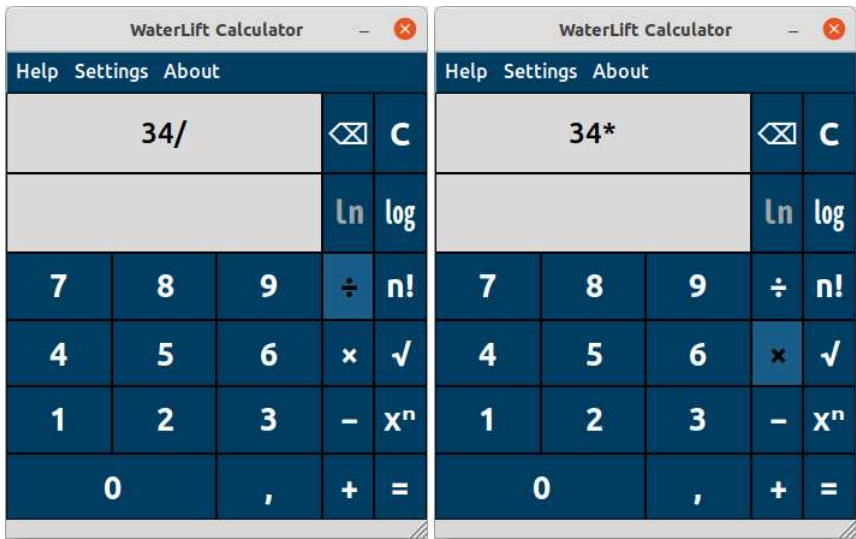 WaterLift Calculator
Help Settings About
34/ ⌫ C
ln log
7 8 9 ÷ n!
4 5 6 × √
1 2 3 − xⁿ
0 , + =
WaterLift Calculator
Help Settings About
34* ⌫ C
ln log
7 8 9 ÷ n!
4 5 6 × √
1 2 3 − xⁿ
0 , + =